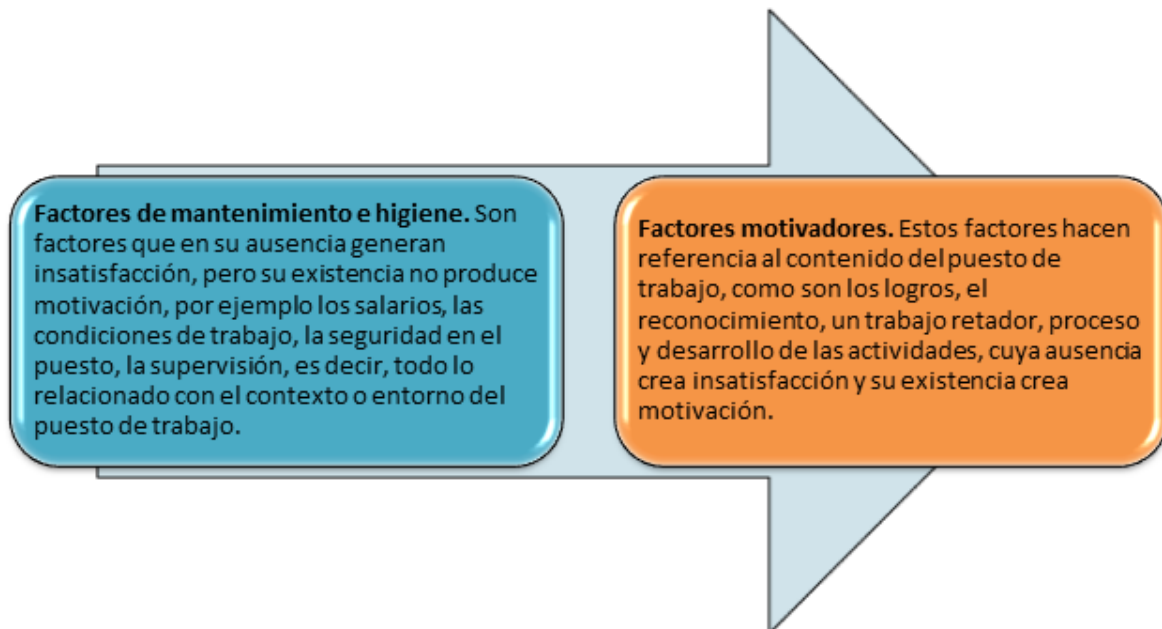 Factores de mantenimiento e higiene. Son
factores que en su ausencia generan
insatisfacción, pero su existencia no produce
motivación, por ejemplo los salarios, las
condiciones de trabajo, la seguridad en el
puesto, la supervisión, es decir, todo lo
relacionado con el contexto o entorno del
puesto de trabajo.
Factores motivadores. Estos factores hacen
referencia al contenido del puesto de
trabajo, como son los logros, el
reconocimiento, un trabajo retador, proceso
y desarrollo de las actividades, cuya ausencia
crea insatisfacción y su existencia crea
motivación.